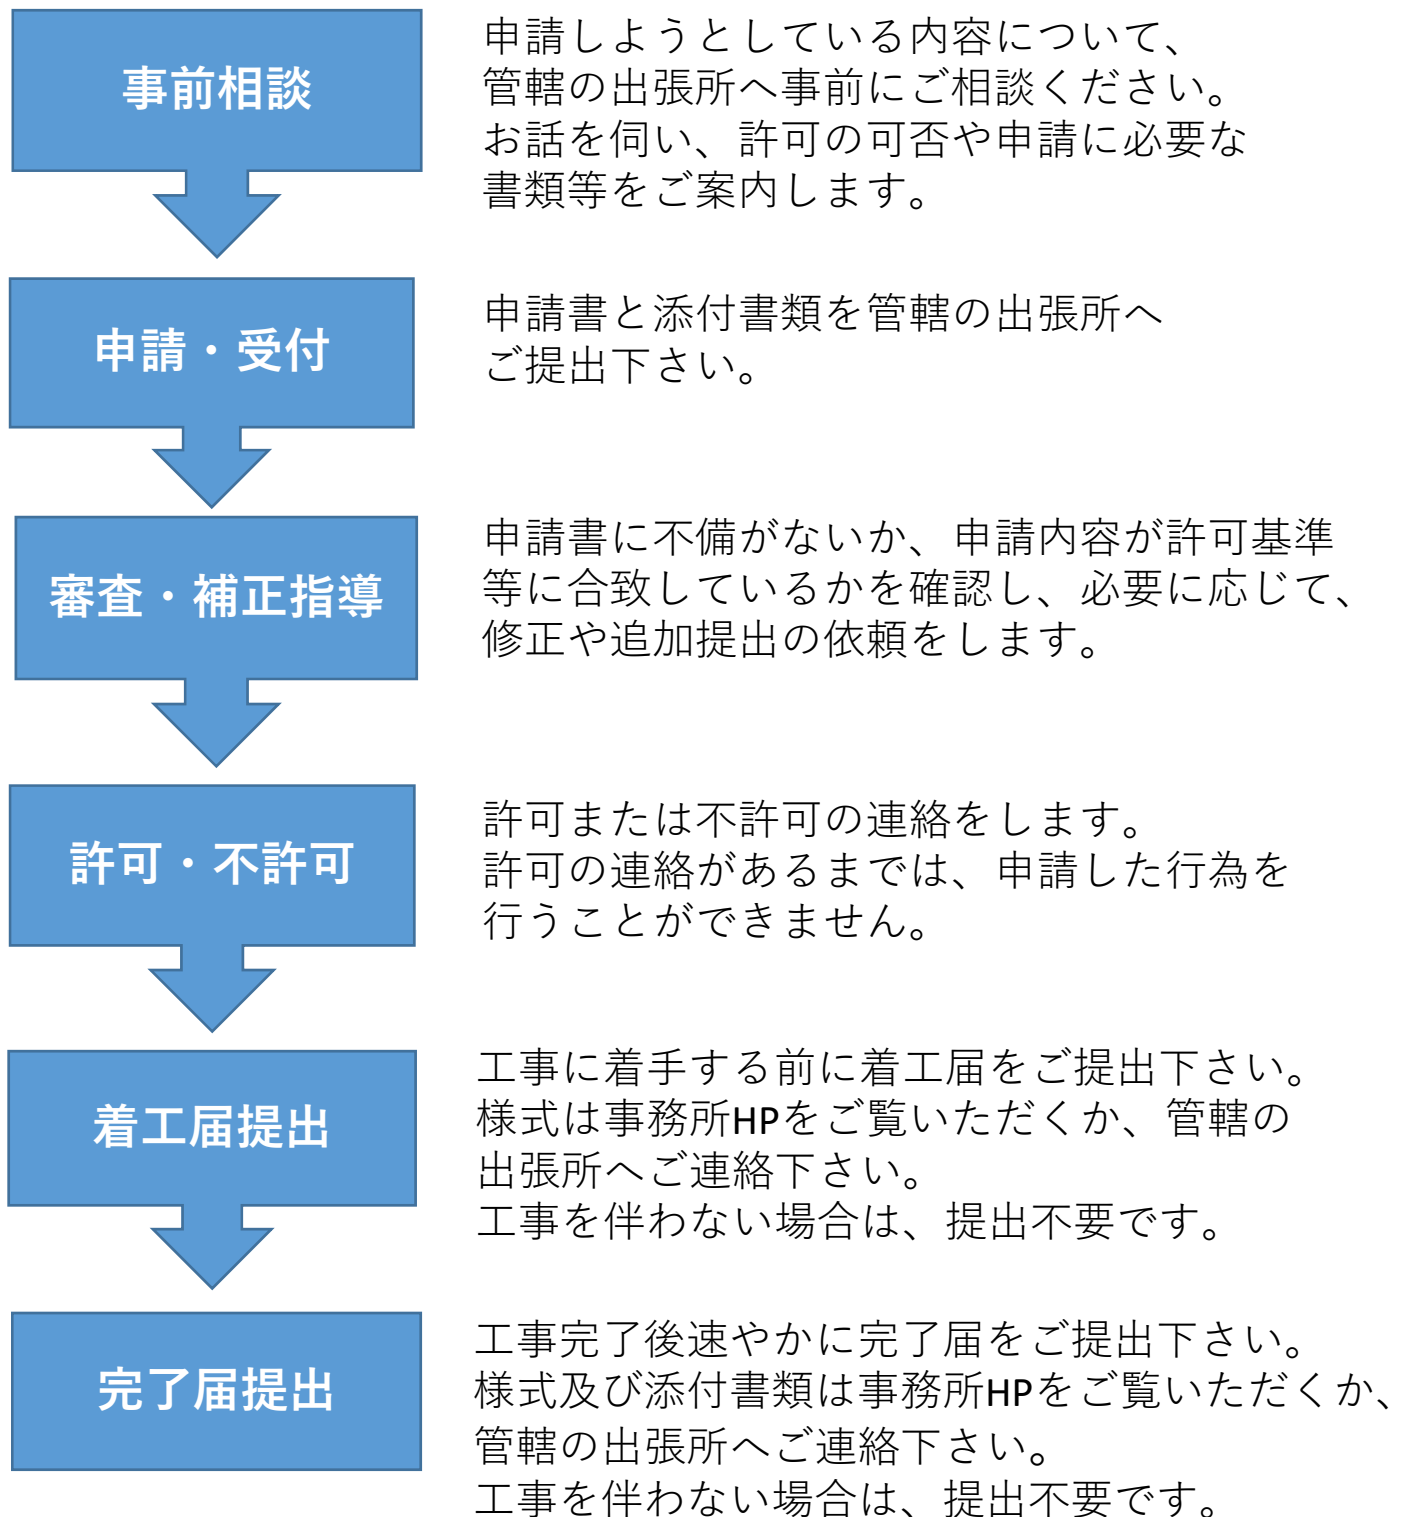 事前相談
申請しようとしている内容について、
管轄の出張所へ事前にご相談ください。
お話を伺い、許可の可否や申請に必要な
書類等をご案内します。
申請・受付
申請書と添付書類を管轄の出張所へ
ご提出下さい。
審査・補正指導
申請書に不備がないか、申請内容が許可基準
等に合致しているかを確認し、必要に応じて、
修正や追加提出の依頼をします。
許可・不許可
許可または不許可の連絡をします。
許可の連絡があるまでは、申請した行為を
行うことができません。
着工届提出
工事に着手する前に着工届をご提出下さい。
様式は事務所HPをご覧いただくか、管轄の
出張所へご連絡下さい。
工事を伴わない場合は、提出不要です。
完了届提出
工事完了後速やかに完了届をご提出下さい。
様式及び添付書類は事務所HPをご覧いただくか、
管轄の出張所へご連絡下さい。
工事を伴わない場合は、提出不要です。